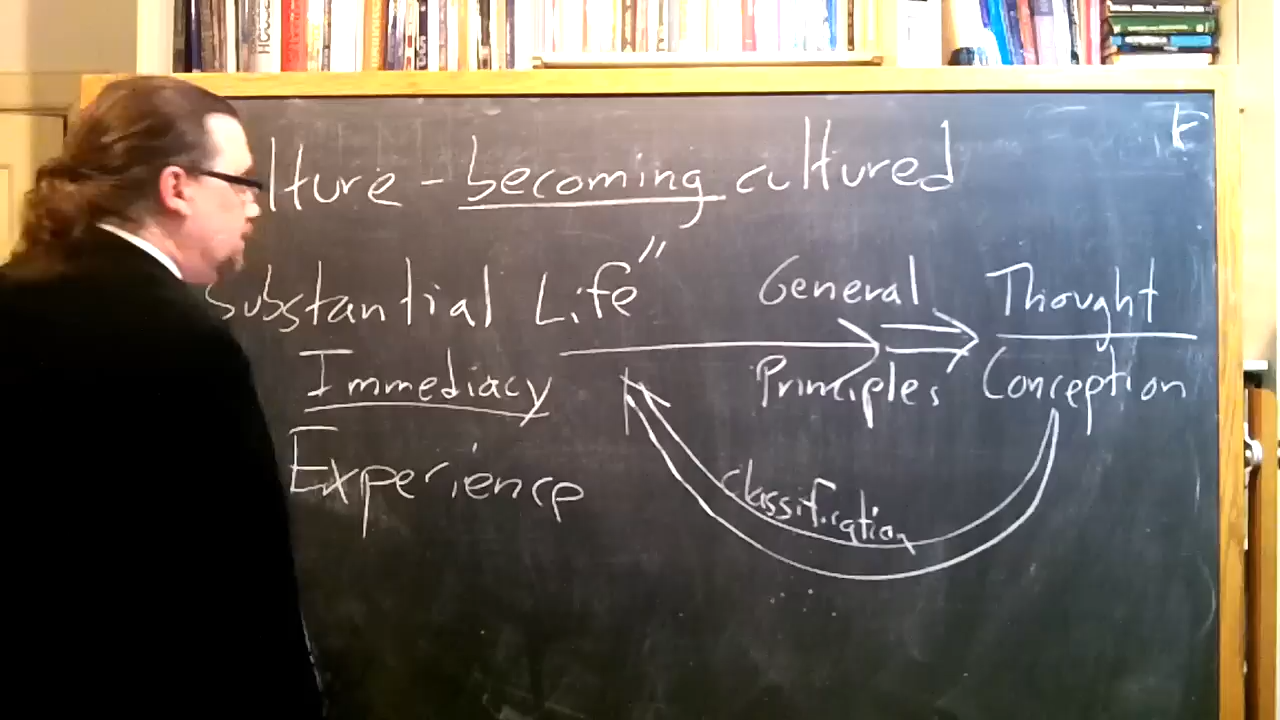 lture - becoming cultured
Substantial Life"
General
Thought
Immediacy
Principles
Conception
Experience
classification